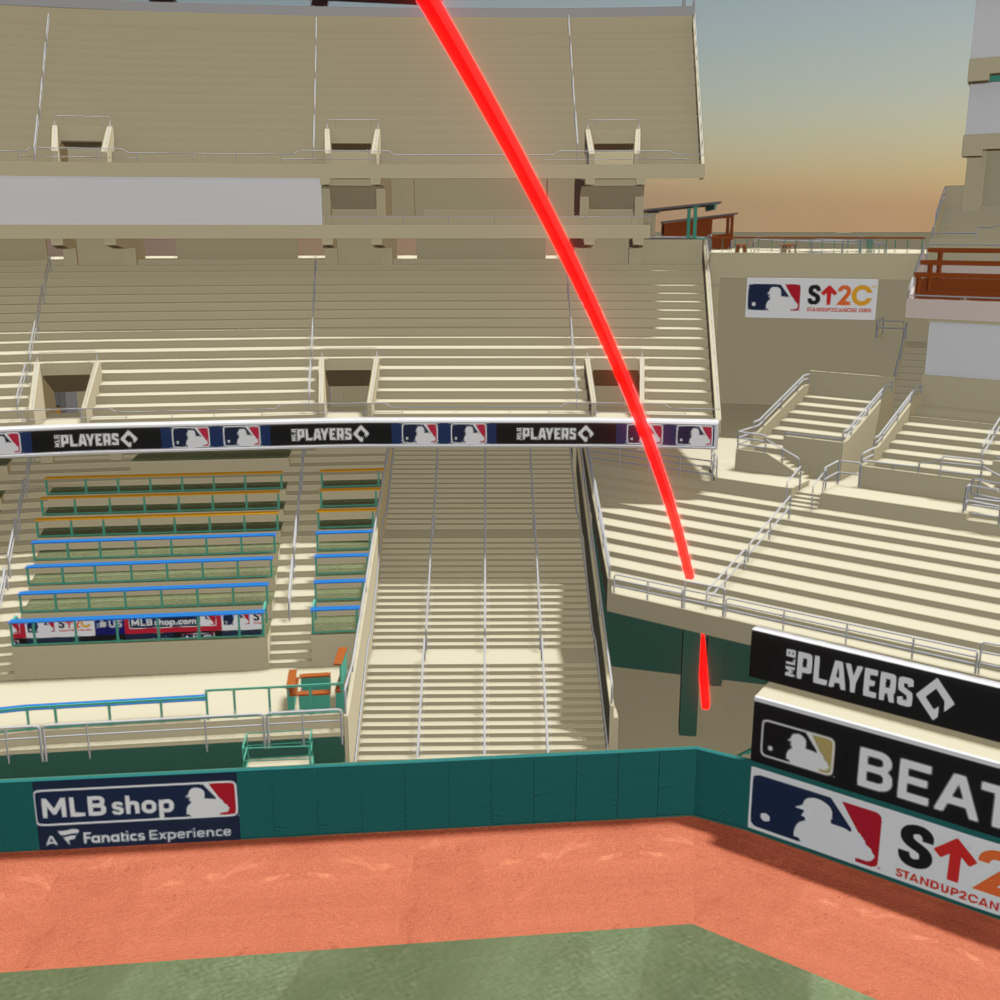 S↑2C
STANDUP2CANCER.ORG
MLB PLAYERS
MLB PLAYERS
MLB PLAYERS
MLBshop.com
MLB PLAYERS
BEAT
MLB shop
A Fanatics Experience
S↑2
STANDUP2CAN